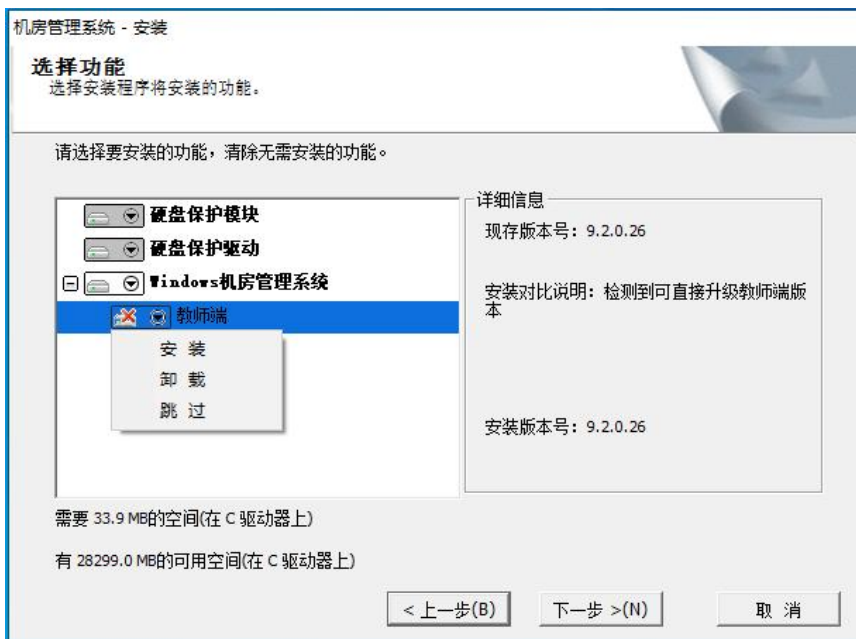 机房管理系统 - 安装
选择功能
选择安装程序将安装的功能。
请选择要安装的功能，清除无需安装的功能。
硬盘保护模块
硬盘保护驱动
Windows机房管理系统
教师端
安 装
卸 载
跳 过
详细信息
现存版本号：9.2.0.26
安装对比说明：检测到可直接升级教师端版
本
安装版本号：9.2.0.26
需要 33.9 MB的空间(在 C 驱动器上)
有 28299.0 MB的可用空间(在 C 驱动器上)
< 上一步(B)
下一步 >(N)
取 消